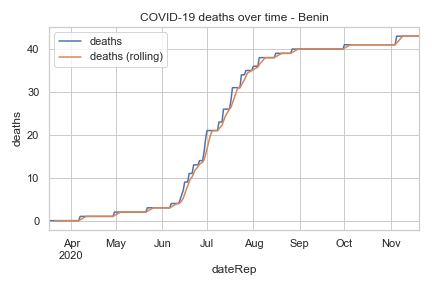 COVID-19 deaths over time - Benin
deaths
deaths (rolling)
deaths
40
30
20
10
0
Apr May Jun Jul Aug Sep Oct Nov
2020
dateRep